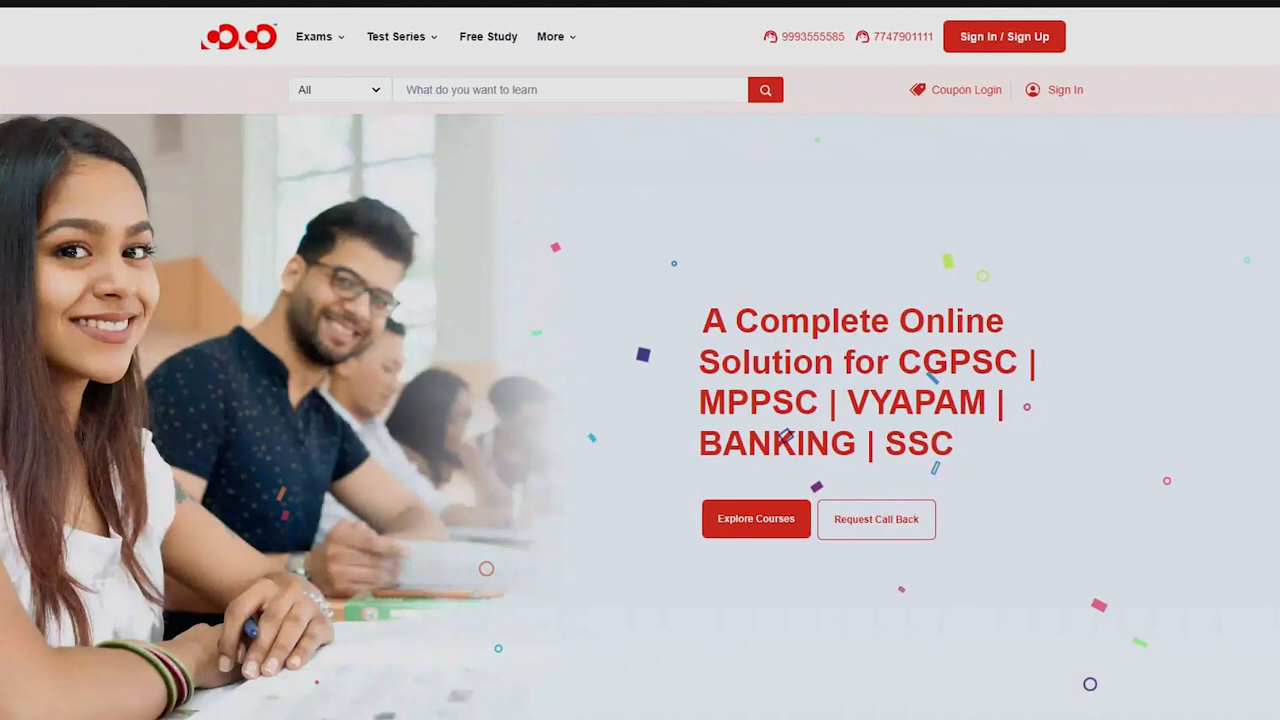 Exams
Test Series
Free Study
More
9993555585
7747901111
Sign In / Sign Up
All
What do you want to learn
Coupon Login
Sign In
A Complete Online
Solution for CGPSC |
MPPSC | VYAPAM |
BANKING | SSC
Explore Courses
Request Call Back